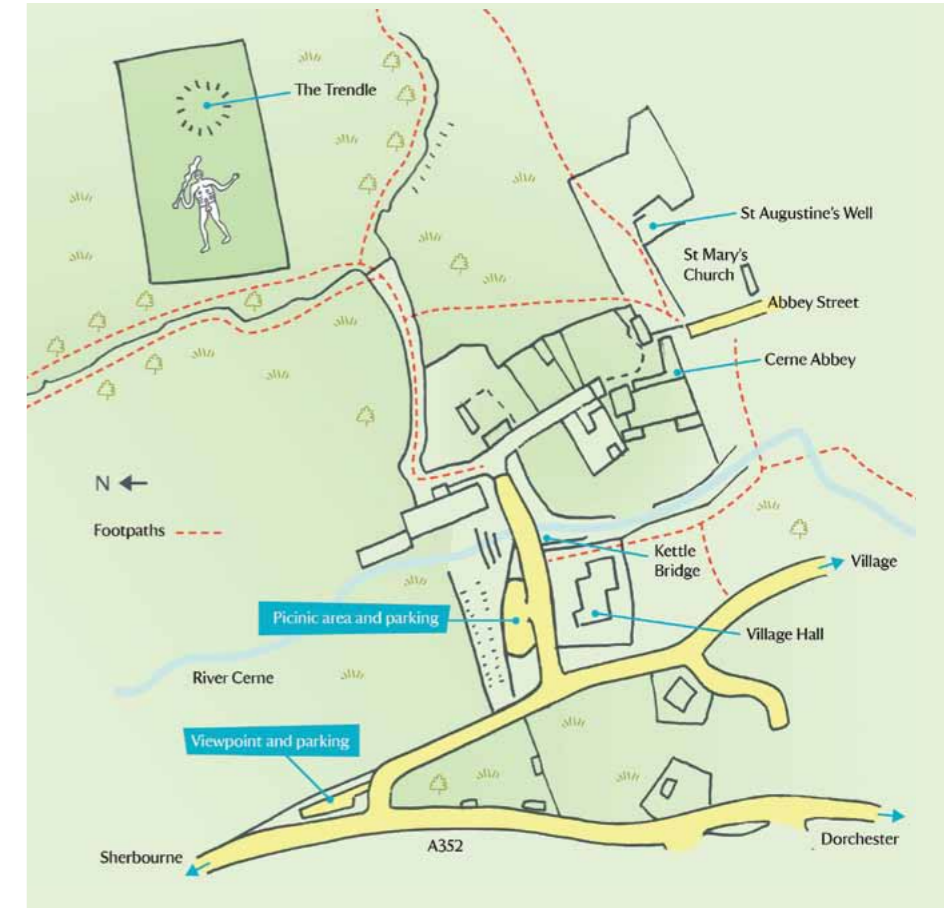 The Trendle
St Augustine's Well
St Mary's
Church
Abbey Street
Cerne Abbey
N
Footpaths
Kettle
Bridge
Village
Picinic area and parking
Village Hall
River Cerne
Viewpoint and parking
A352
Dorchester
Sherbourne